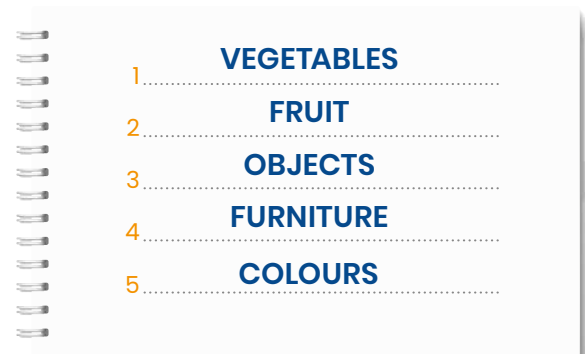 1 VEGETABLES
2 FRUIT
3 OBJECTS
4 FURNITURE
5 COLOURS